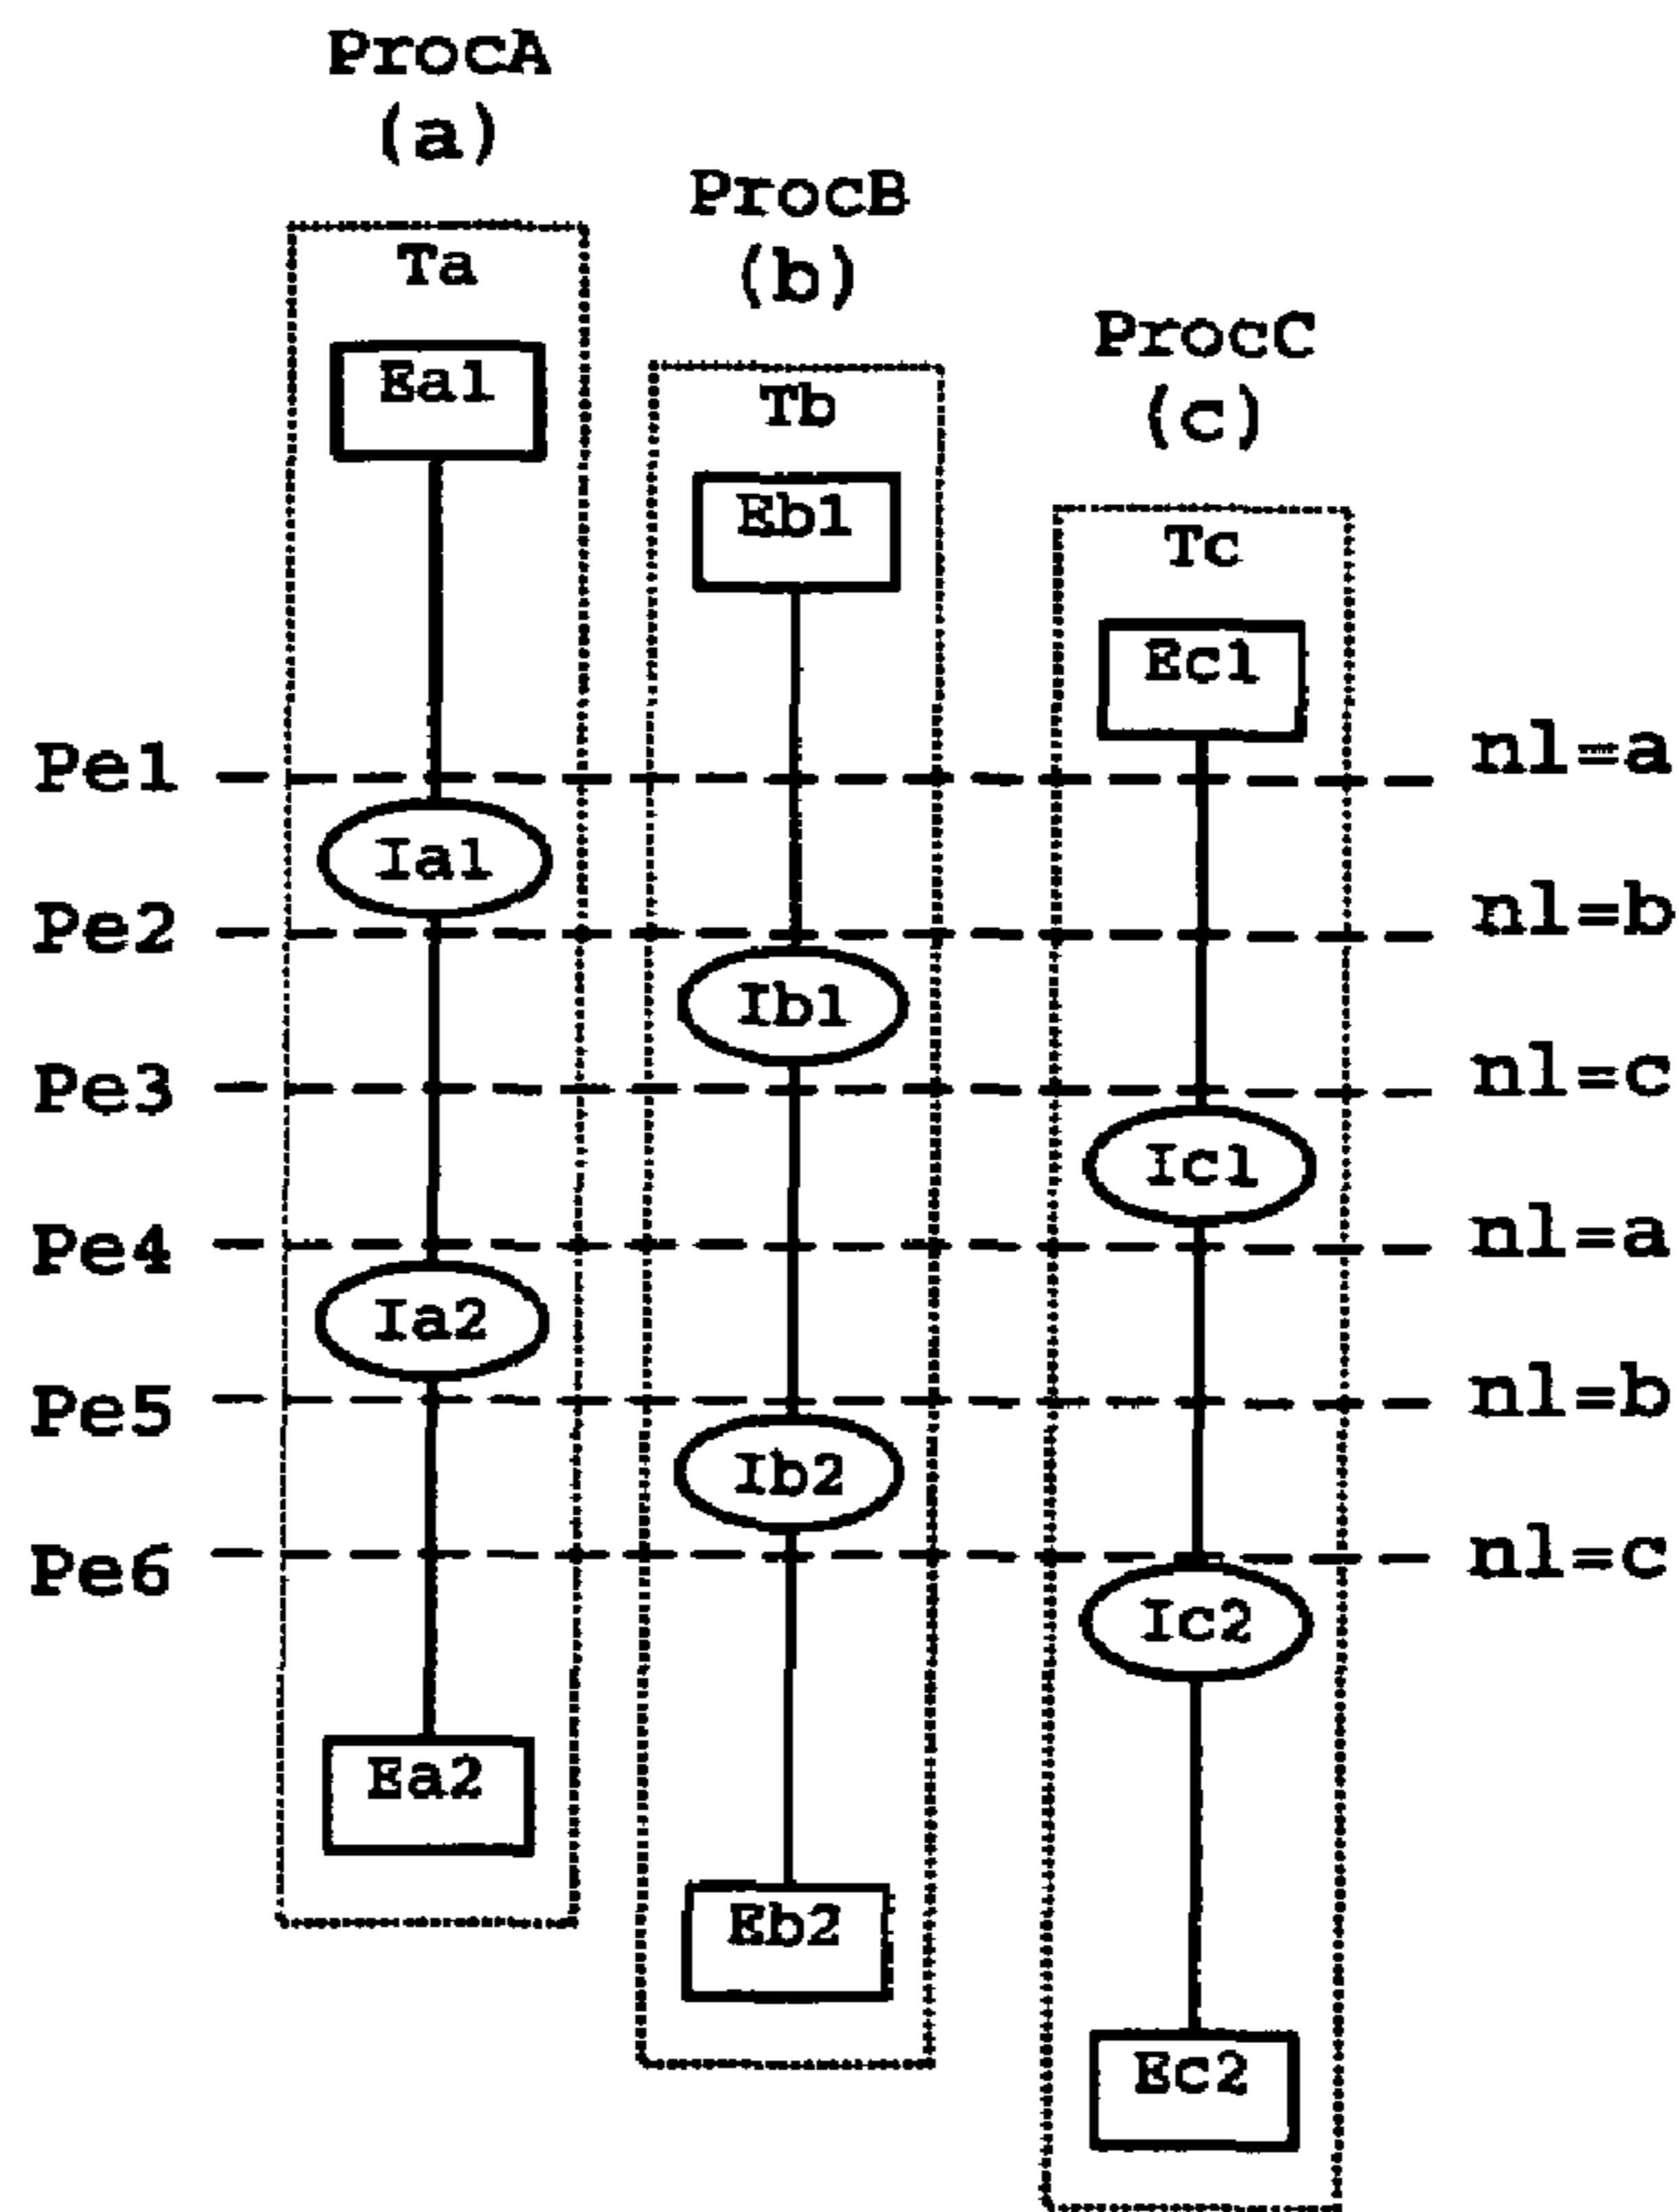 ProcA
(a)
ProcB
(b)
ProcC
(c)
Ta
Ea1
Tb
Eb1
Tc
Ec1
Pe1
nl=a
Ia1
Pe2
nl=b
Ib1
Pe3
nl=c
Ic1
Pe4
nl=a
Ia2
Pe5
nl=b
Ib2
Pe6
nl=c
Ic2
Ea2
Eb2
Ec2